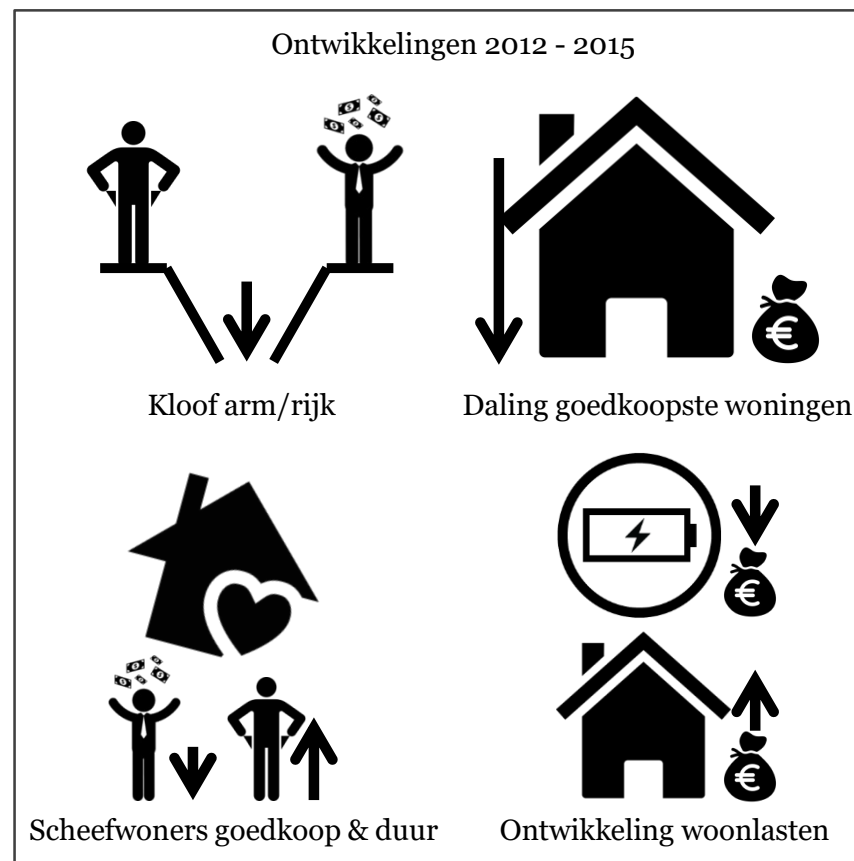 Ontwikkelingen 2012 - 2015
Kloof arm/rijk
Daling goedkoopste woningen
€
Scheefwoners goedkoop & duur
€
€
Ontwikkeling woonlasten